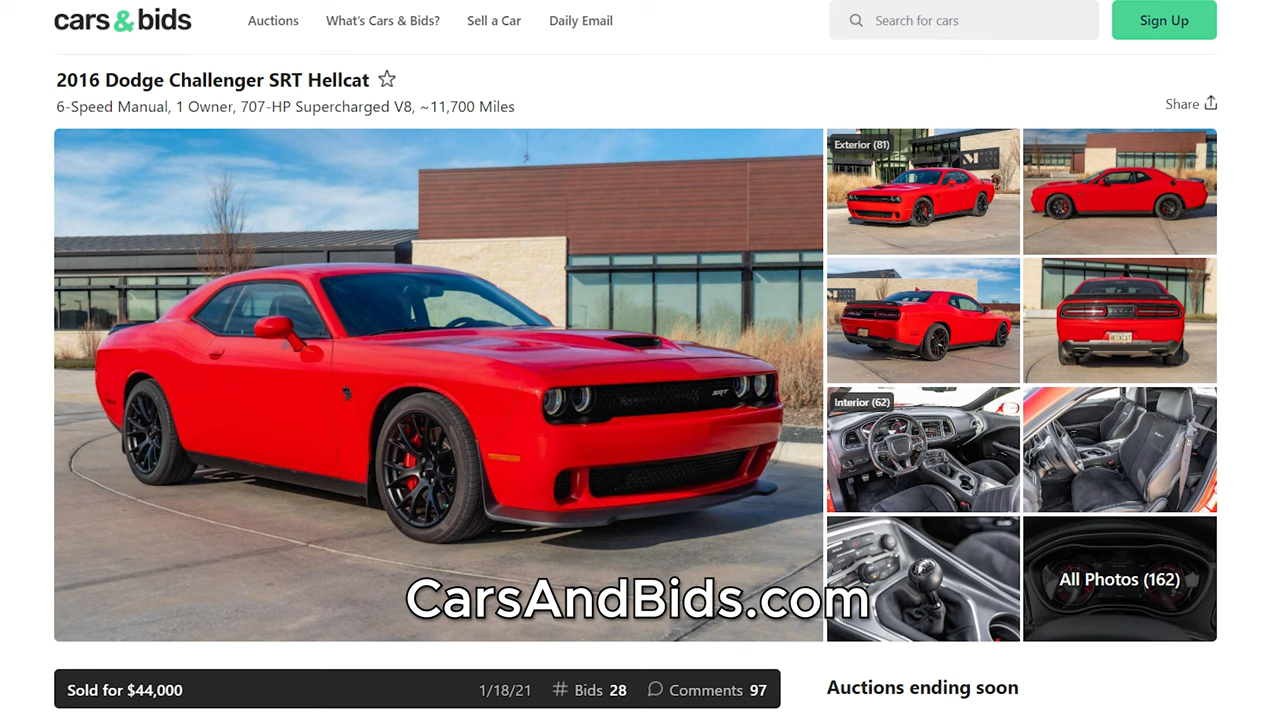 cars & bids
Auctions
What's Cars & Bids?
Sell a Car
Daily Email
Search for cars
Sign Up
2016 Dodge Challenger SRT Hellcat
6-Speed Manual, 1 Owner, 707-HP Supercharged V8, ~11,700 Miles
Share
Exterior (81)
SRT
HECKCAT
Interior (62)
All Photos (162)
CarsAndBids.com
Sold for $44,000
1/18/21
# Bids 28
Comments 97
Auctions ending soon